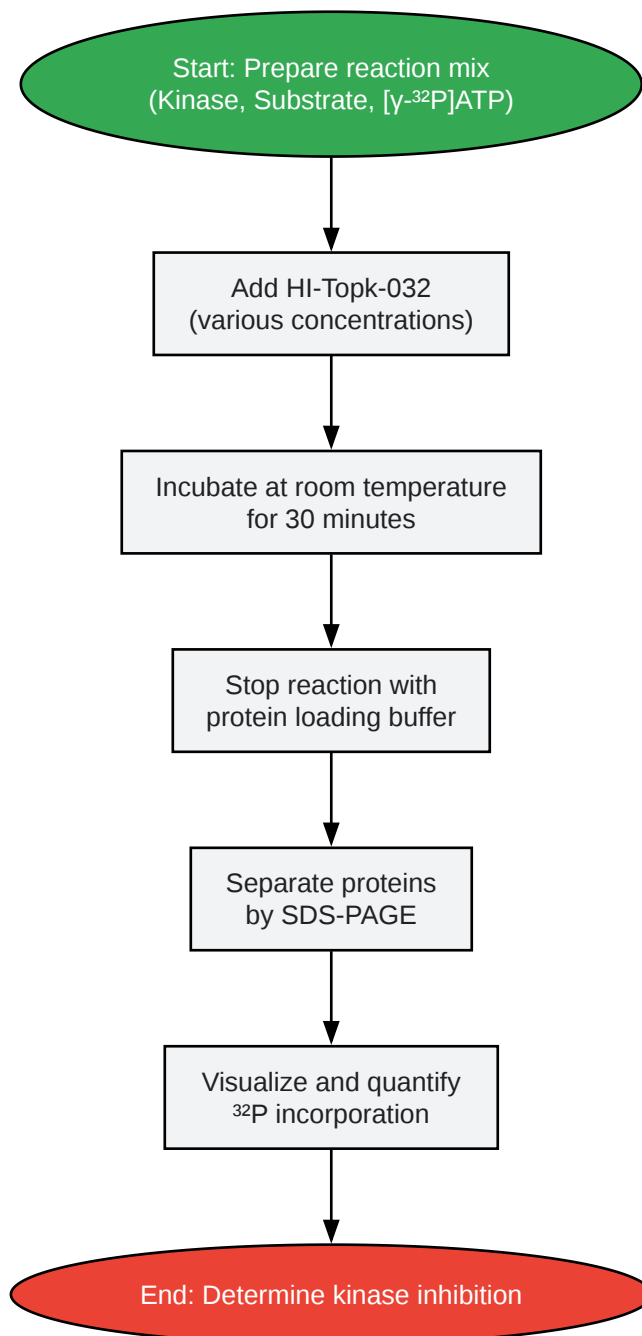 Start: Prepare reaction mix
(Kinase, Substrate, [γ-³²P]ATP)
Add HI-Topk-032
(various concentrations)
Incubate at room temperature
for 30 minutes
Stop reaction with
protein loading buffer
Separate proteins
by SDS-PAGE
Visualize and quantify
³²P incorporation
End: Determine kinase inhibition